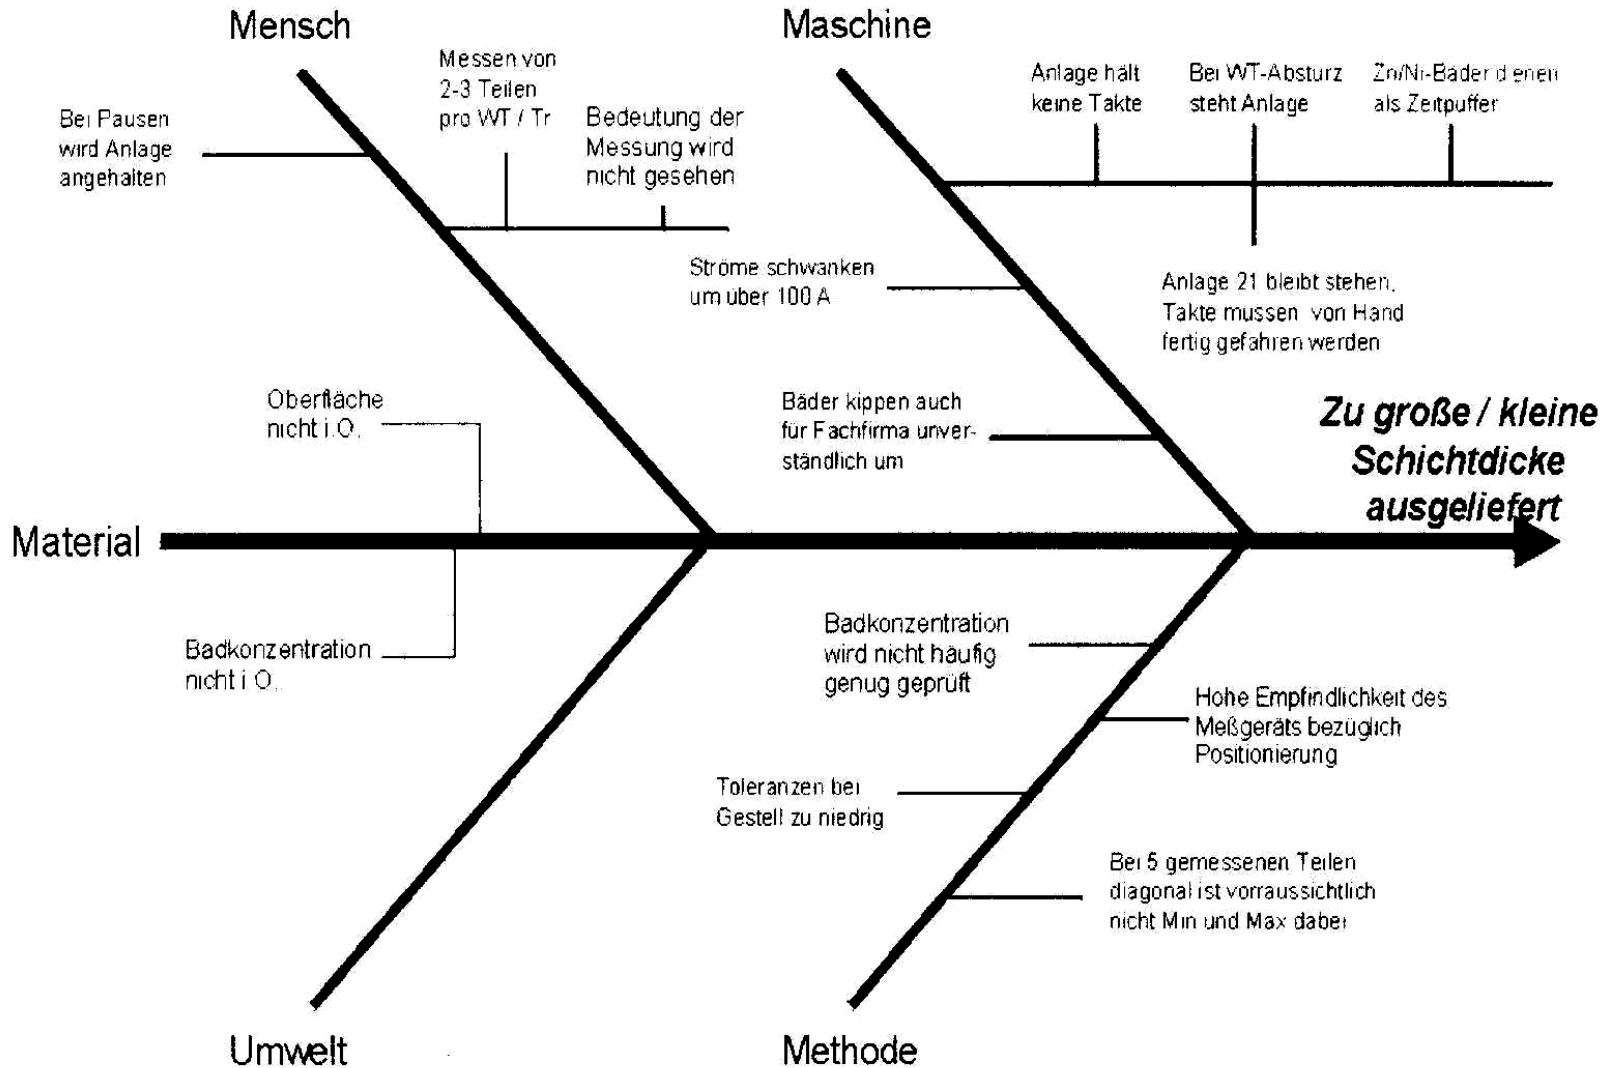 Mensch
Maschine
Messen von
2-3 Teilen
pro WT / Tr
Bei Pausen
wird Anlage
angehalten
Bedeutung der
Messung wird
nicht gesehen
Anlage hält
keine Takte
Bei WT-Absturz
steht Anlage
Zn/Ni-Bäder dienen
als Zeitpuffer
Ströme schwanken
um über 100 A
Anlage 21 bleibt stehen,
Takte mussen von Hand
fertig gefahren werden
Oberfläche
nicht i.O.
Bäder kippen auch
für Fachfirma unver-
ständlich um
Zu große / kleine
Schichtdicke
ausgeliefert
Material
Badkonzentration
nicht i.O.
Badkonzentration
wird nicht häufig
genug geprüft
Hohe Empfindlichkeit des
Meßgeräts bezüglich
Positionierung
Toleranzen bei
Gestell zu niedrig
Bei 5 gemessenen Teilen
diagonal ist vorraussichtlich
nicht Min und Max dabei
Umwelt
Methode